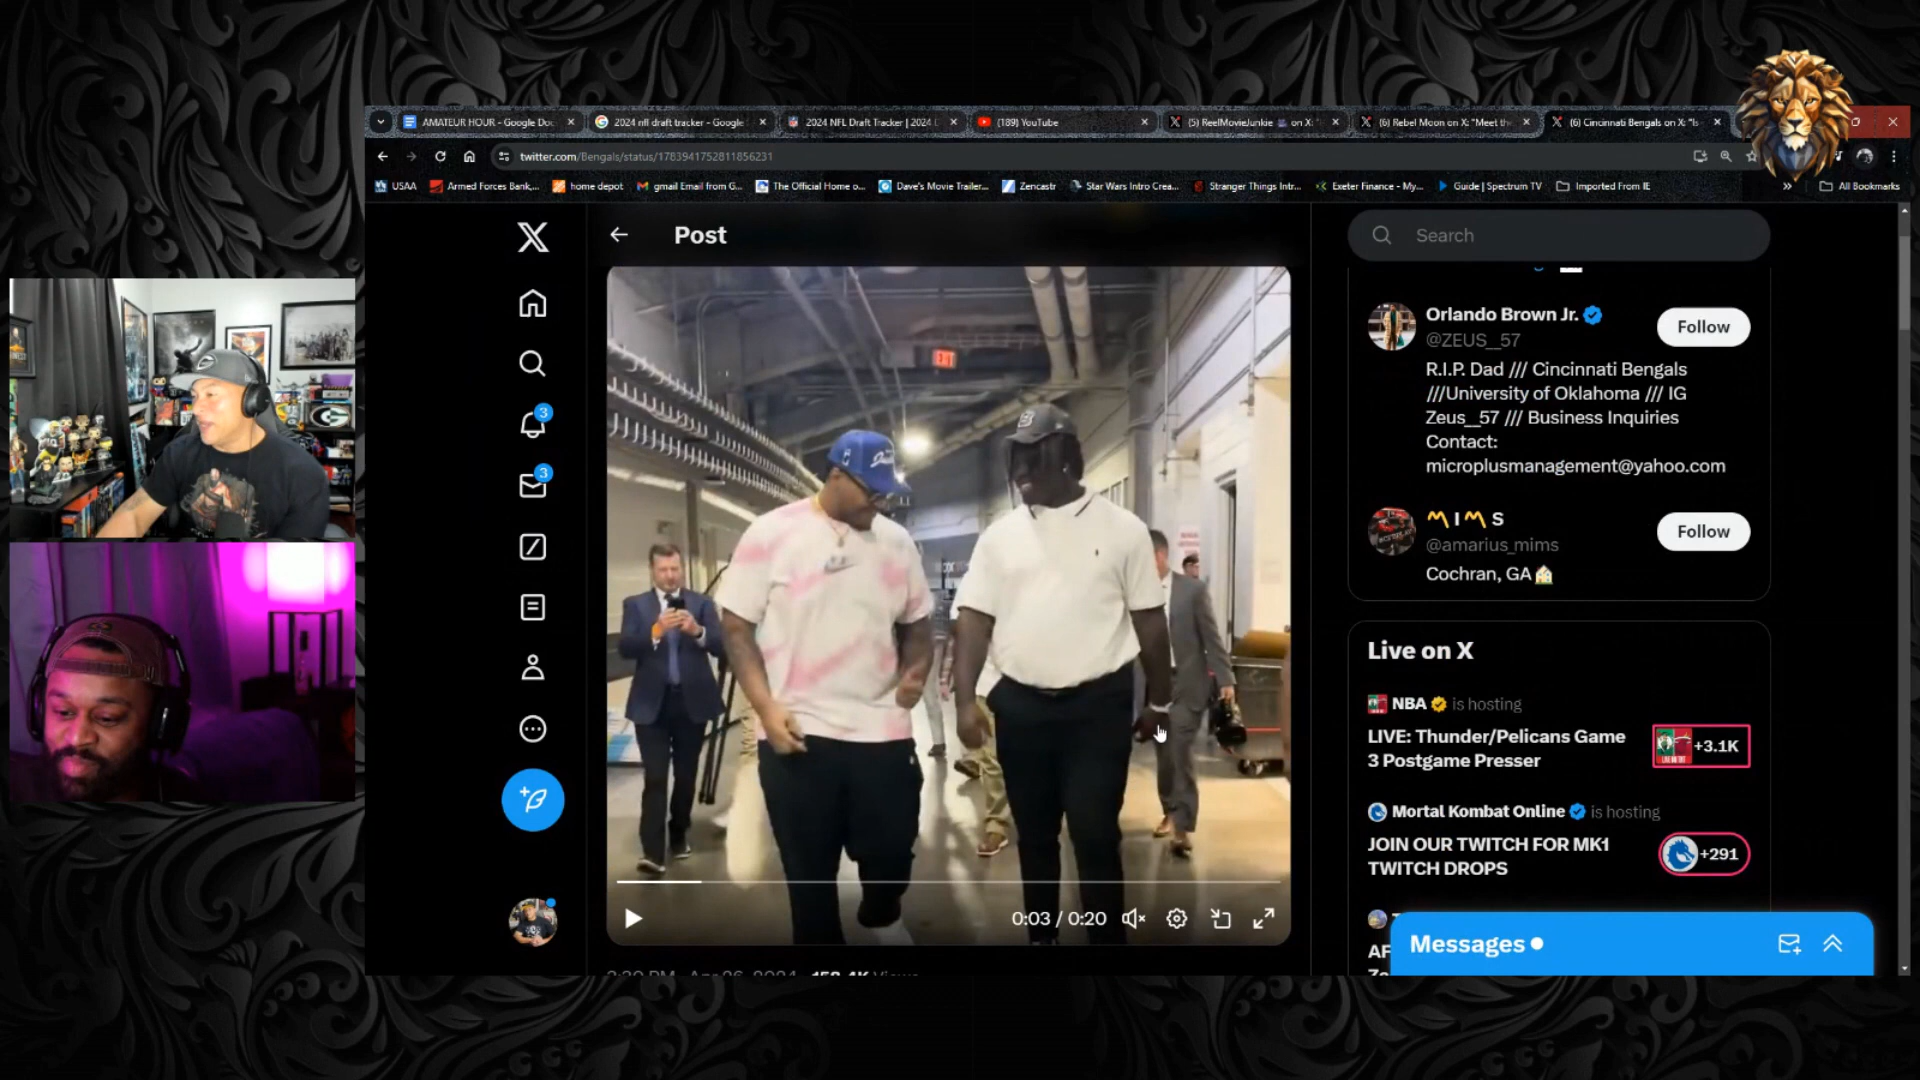 AMATEUR HOUR - Google Doc
2024 nfl draft tracker - Google
2024 NFL Draft Tracker | 2024
(189) YouTube
(5) ReelMovieJunkie on X: "
(6) Rebel Moon on X: "Meet th
(6) Cincinnati Bengals on X: "Is
twitter.com/Bengals/status/1783941752811856231
USAA
Armed Forces Bank,...
home depot
gmail Email from G...
The Official Home o...
Dave's Movie Trailer...
Zencastr
Star Wars Intro Crea...
Stranger Things Intr...
Exeter Finance - My...
Guide | Spectrum TV
Imported From IE
»
All Bookmarks
Post
Search
3
3
EXIT
Orlando Brown Jr.
@ZEUS__57
Follow
R.I.P. Dad /// Cincinnati Bengals
///University of Oklahoma /// IG
Zeus__57 /// Business Inquiries
Contact:
microplusmanagement@yahoo.com
〽️I〽️S
@amarius_mims
Follow
Cochran, GA🏠
Live on X
NBA is hosting
LIVE: Thunder/Pelicans Game
3 Postgame Presser
+3.1K
Mortal Kombat Online is hosting
JOIN OUR TWITCH FOR MK1
TWITCH DROPS
+291
AF
0:03 / 0:20
Messages